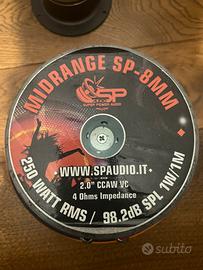 MIDRANGE SP-8MM
SP
SUPER POWER AUDIO
WWW.SPAUDIO.IT
2.0" CCAW VC
4 Ohms Impedance
250 WATT RMS / 98.2dB SPL 1W/1M
subito